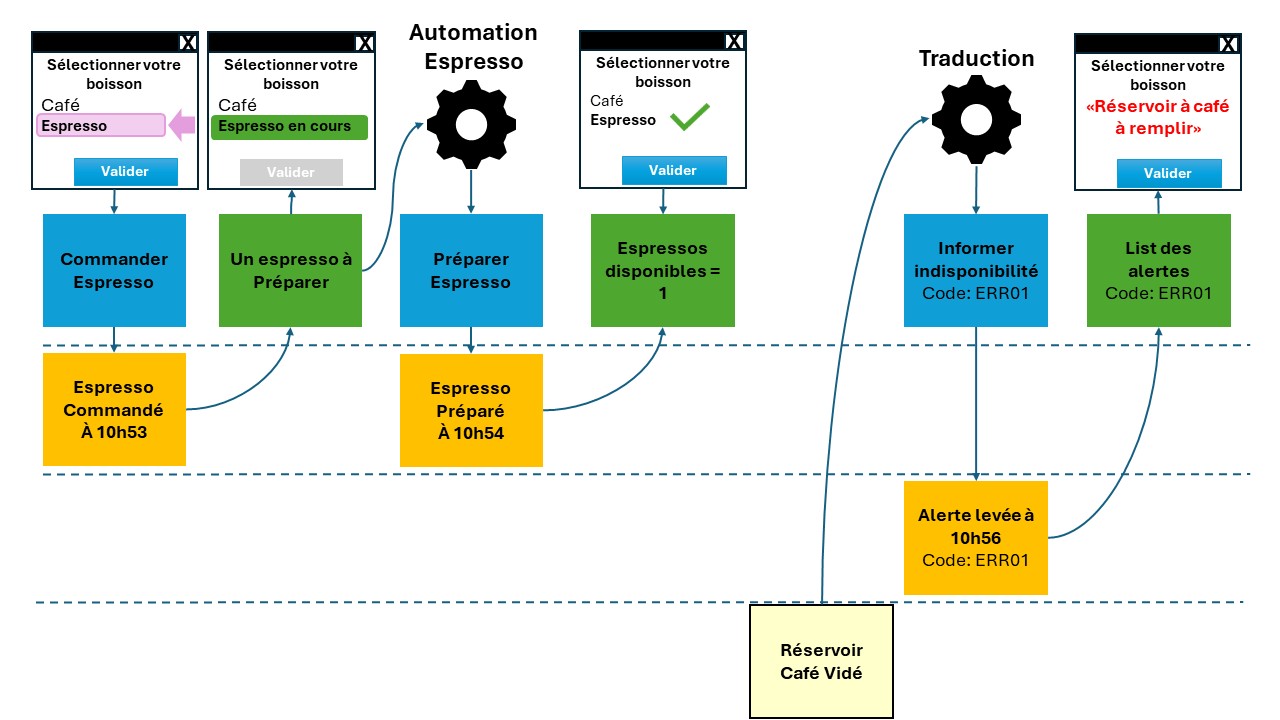 X
Sélectionner votre
boisson
Café
Espresso
Valider
X
Sélectionner votre
boisson
Café
Espresso en cours
Valider
Automation
Espresso
X
Sélectionner votre
boisson
Café
Espresso
Valider
Traduction
X
Sélectionner votre
boisson
«Réservoir à café
à remplir»
Valider
Commander
Espresso
Un espresso à
Préparer
Préparer
Espresso
Espressos
disponibles =
1
Informer
indisponibilité
Code: ERR01
List des
alertes
Code: ERR01
Espresso
Commandé
À 10h53
Espresso
Préparé
À 10h54
Alerte levée à
10h56
Code: ERR01
Réservoir
Café Vidé